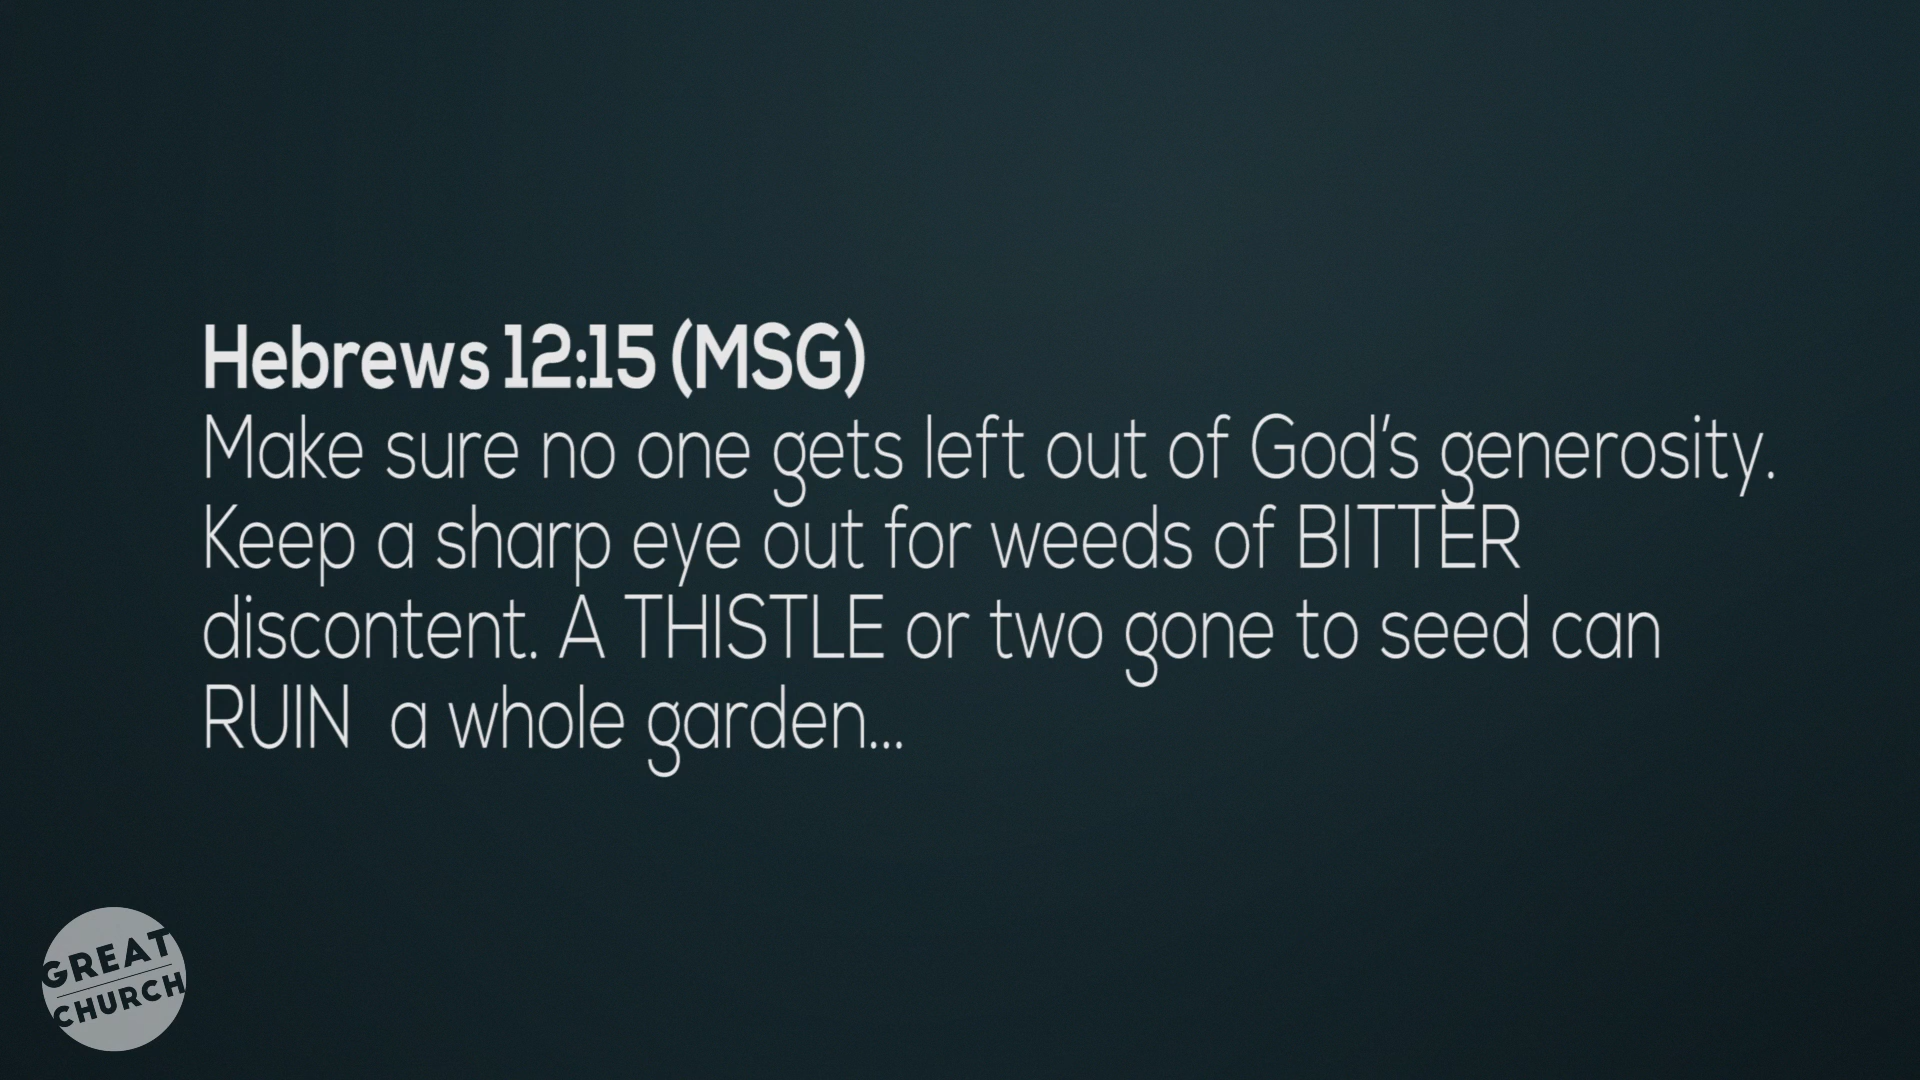 Hebrews 12:15 (MSG)
Make sure no one gets left out of God’s generosity.
Keep a sharp eye out for weeds of BITTER
discontent. A THISTLE or two gone to seed can
RUIN  a whole garden...
GREAT
CHURCH